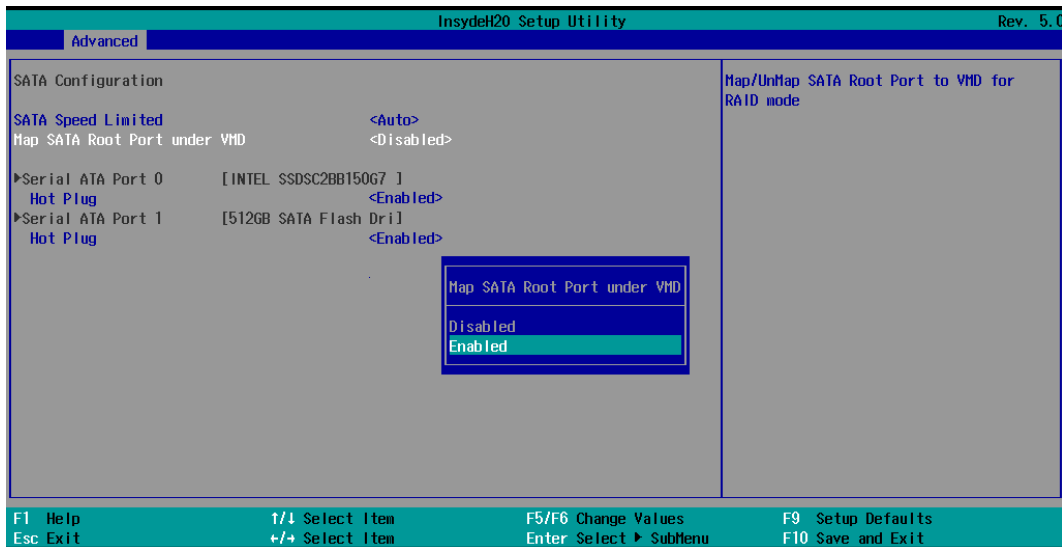 InsydeH20 Setup Utility Rev. 5.0
Advanced
SATA Configuration
SATA Speed Limited <Auto>
Map SATA Root Port under VMD <Disabled>
▶Serial ATA Port 0 [INTEL SSDSC2BB150G7 ]
Hot Plug <Enabled>
▶Serial ATA Port 1 [512GB SATA Flash Dri]
Hot Plug <Enabled>
Map SATA Root Port under VMD
Disabled
Enabled
Map/UnMap SATA Root Port to VMD for
RAID mode
F1 Help ↑/↓ Select Item F5/F6 Change Values F9 Setup Defaults
Esc Exit ←/→ Select Item Enter Select ▶ SubMenu F10 Save and Exit